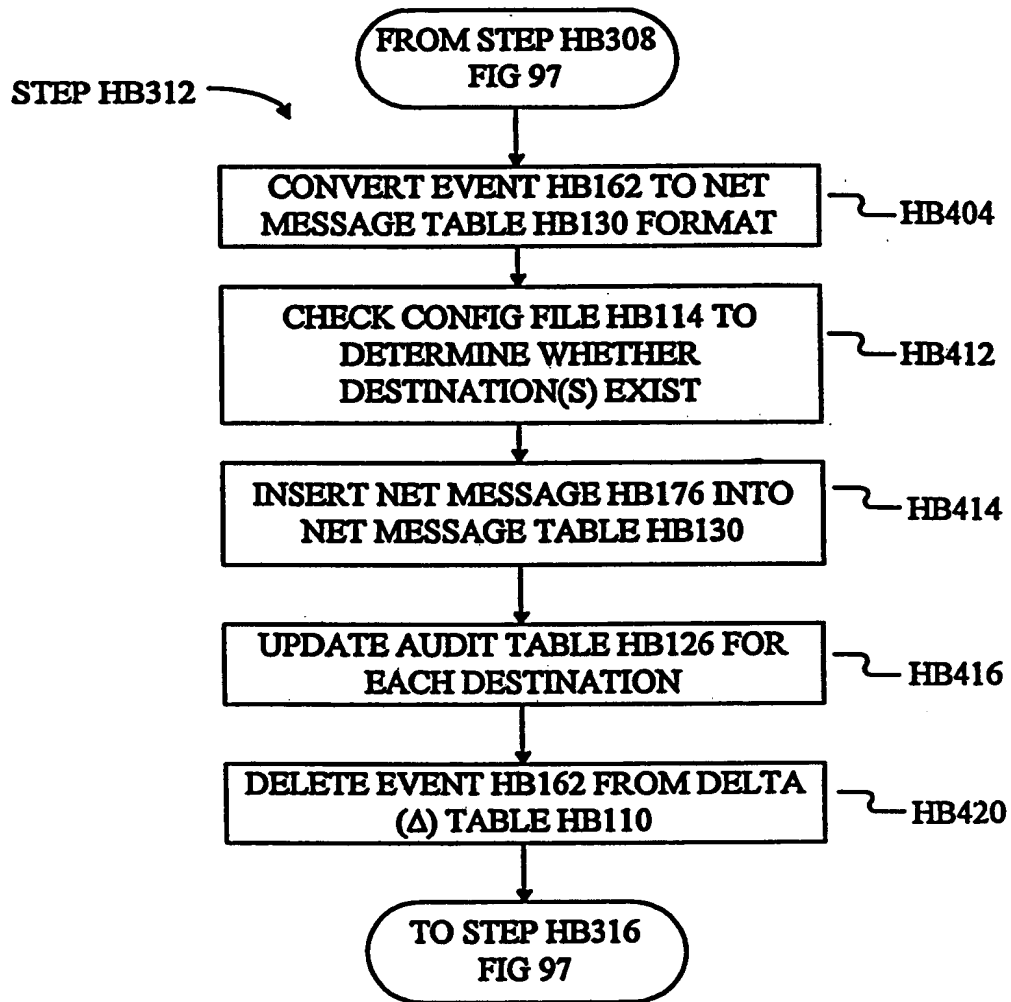 FROM STEP HB308
FIG 97
STEP HB312
CONVERT EVENT HB162 TO NET
MESSAGE TABLE HB130 FORMAT
HB404
CHECK CONFIG FILE HB114 TO
DETERMINE WHETHER
DESTINATION(S) EXIST
HB412
INSERT NET MESSAGE HB176 INTO
NET MESSAGE TABLE HB130
HB414
UPDATE AUDIT TABLE HB126 FOR
EACH DESTINATION
HB416
DELETE EVENT HB162 FROM DELTA
(Δ) TABLE HB110
HB420
TO STEP HB316
FIG 97